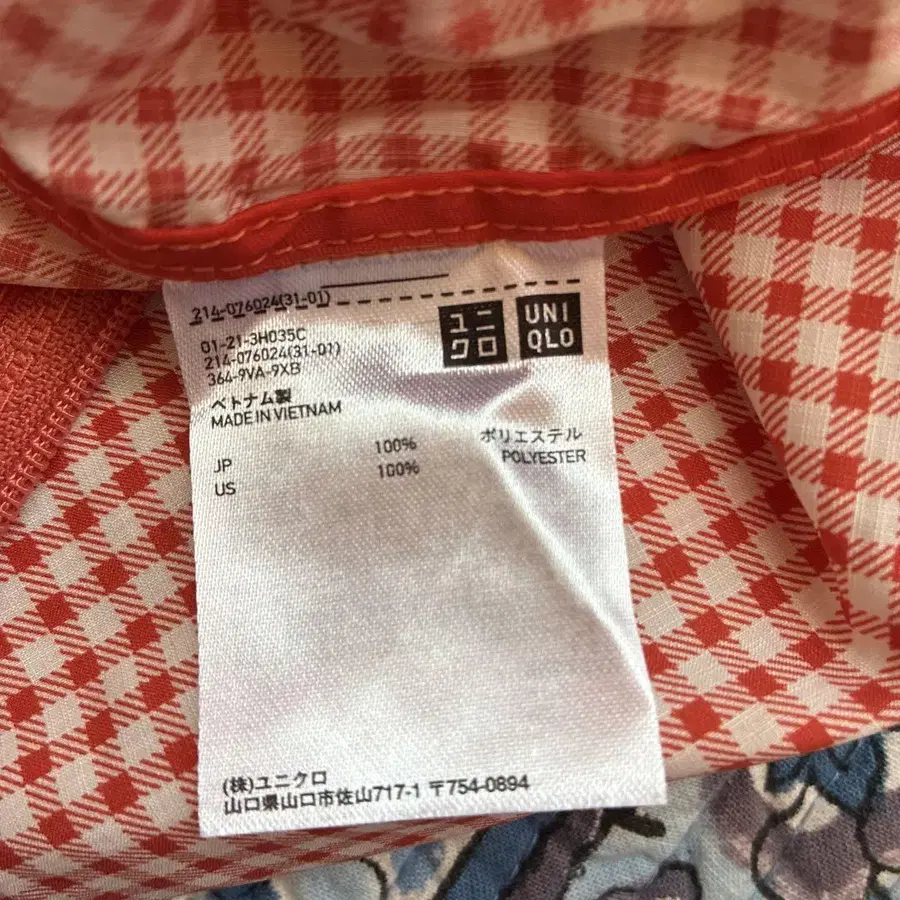 214-076024(31-01)
ユニクロ
UNIQLO
01-21-3H035C
214-076024(31-01)
364-9VA-9XB
ベトナム製
MADE IN VIETNAM
JP 100% ポリエステル
US 100% POLYESTER
(株)ユニクロ
山口県山口市佐山717-1 〒754-0894